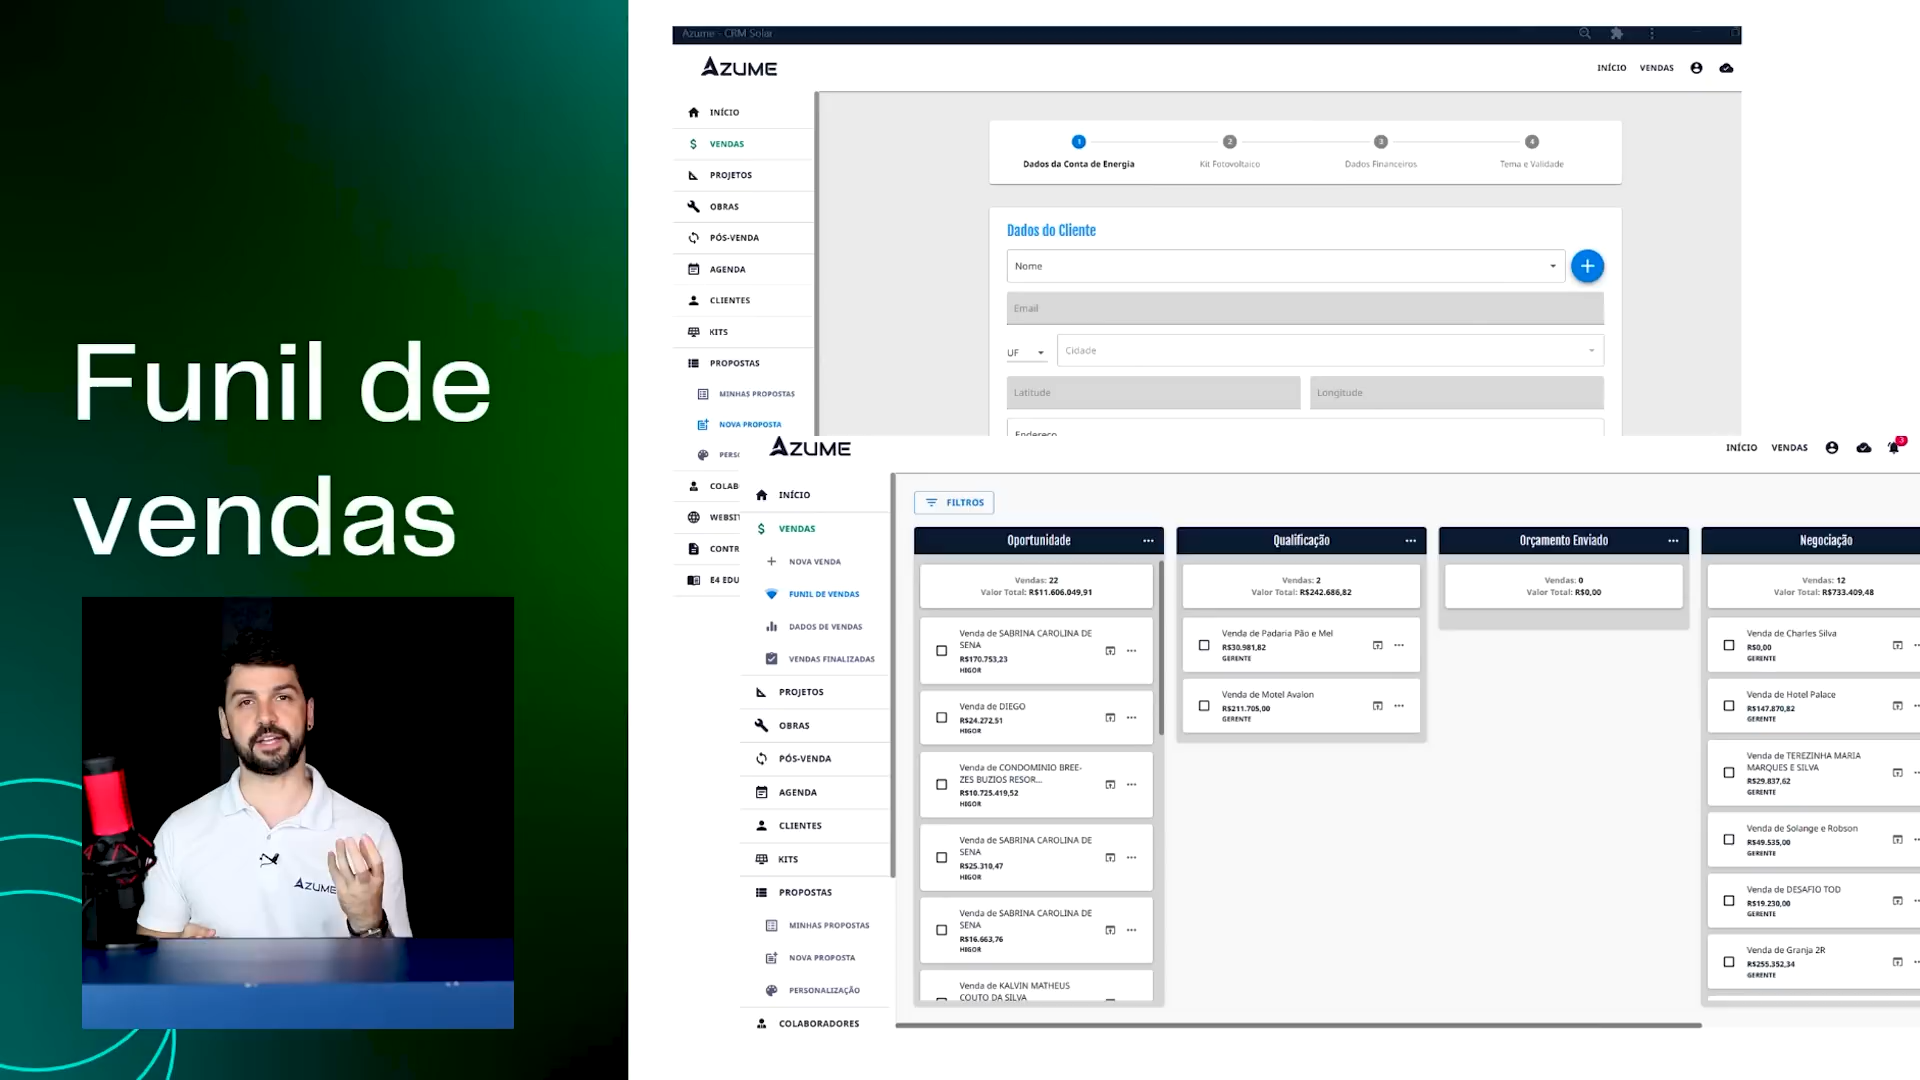 Funil de
vendas
AZUME
Azume - CRM Solar
AZUME
INÍCIO
VENDAS
INÍCIO
VENDAS
PROJETOS
OBRAS
PÓS-VENDA
AGENDA
CLIENTES
KITS
PROPOSTAS
MINHAS PROPOSTAS
NOVA PROPOSTA
PERS
COLAB
WEBSIT
CONTR
E4 EDU
1
2
3
4
Dados da Conta de Energia
Kit Fotovoltaico
Dados Financeiros
Tema e Validade
Dados do Cliente
Nome
Email
UF
Cidade
Latitude
Longitude
Endereço
AZUME
INÍCIO
VENDAS
3
INÍCIO
VENDAS
NOVA VENDA
FUNIL DE VENDAS
DADOS DE VENDAS
VENDAS FINALIZADAS
PROJETOS
OBRAS
PÓS-VENDA
AGENDA
CLIENTES
KITS
PROPOSTAS
MINHAS PROPOSTAS
NOVA PROPOSTA
PERSONALIZAÇÃO
COLABORADORES
FILTROS
Oportunidade
Vendas: 22
Valor Total: R$11.606.049,91
Venda de SABRINA CAROLINA DE
SENA
R$170.753,23
HIGOR
Venda de DIEGO
R$24.272,51
HIGOR
Venda de CONDOMINIO BREE-
ZES BUZIOS RESOR...
R$10.725.419,52
HIGOR
Venda de SABRINA CAROLINA DE
SENA
R$25.310,47
HIGOR
Venda de SABRINA CAROLINA DE
SENA
R$16.663,76
HIGOR
Venda de KALVIN MATHEUS
COUTO DA SILVA
Qualificação
Vendas: 2
Valor Total: R$242.686,82
Venda de Padaria Pão e Mel
R$30.981,82
GERENTE
Venda de Motel Avalon
R$211.705,00
GERENTE
Orçamento Enviado
Vendas: 0
Valor Total: R$0,00
Negociação
Vendas: 12
Valor Total: R$733.409,48
Venda de Charles Silva
R$0,00
GERENTE
Venda de Hotel Palace
R$147.870,82
GERENTE
Venda de TEREZINHA MARIA
MARQUES E SILVA
R$29.837,62
GERENTE
Venda de Solange e Robson
R$49.535,00
GERENTE
Venda de DESAFIO TOD
R$19.230,00
GERENTE
Venda de Granja 2R
R$255.352,34
GERENTE